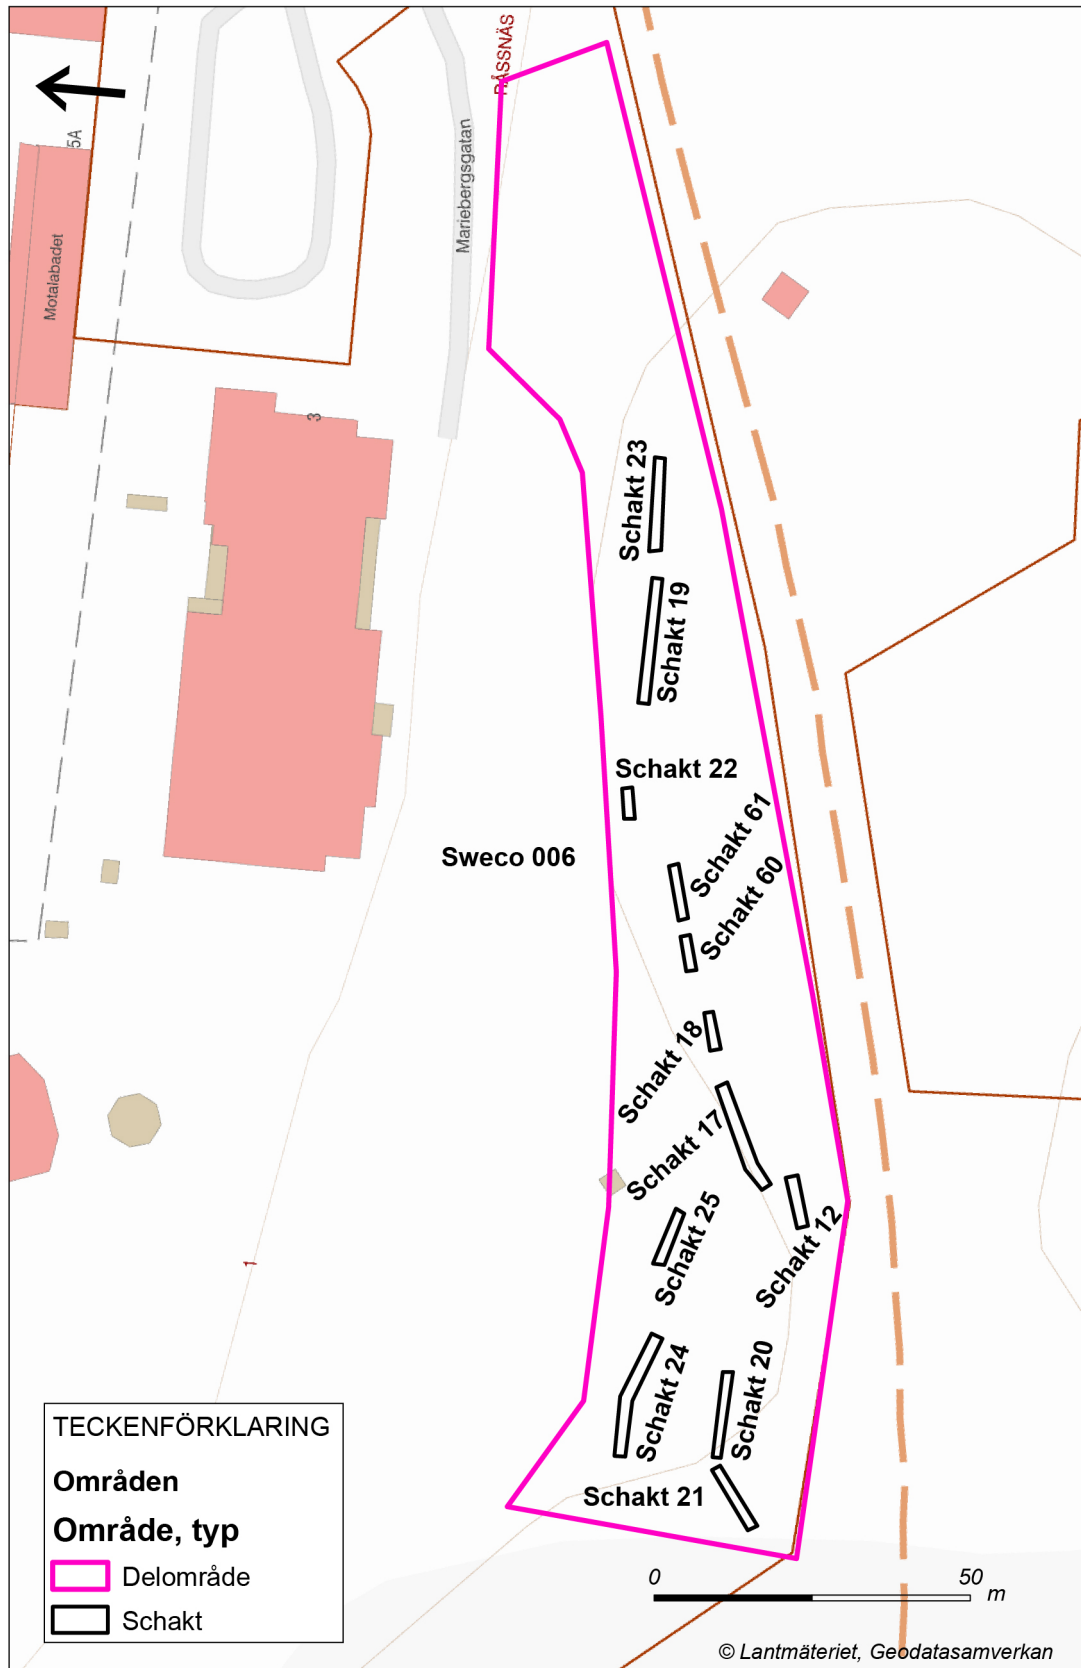 RÅSSNÄS
5A
Mariebergsgatan
Motalabadet
3
Schakt 23
Schakt 19
Schakt 22
Schakt 61
Sweco 006
Schakt 60
Schakt 18
Schakt 17
Schakt 25
Schakt 12
1
Schakt 24
Schakt 20
Schakt 21
TECKENFÖRKLARING
Områden
Område, typ
Delområde
Schakt
0 50 m
© Lantmäteriet, Geodatasamverkan